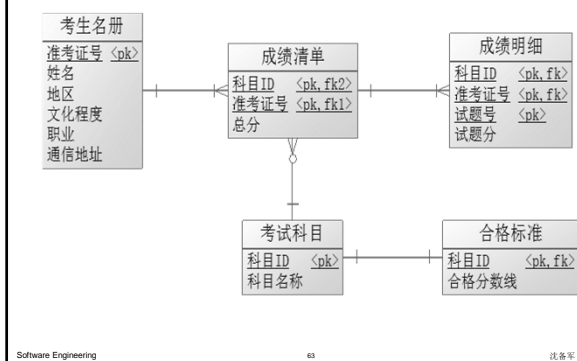 考生名册
准考证号 <pk>
姓名
地区
文化程度
职业
通信地址
成绩清单
科目ID <pk, fk2>
准考证号 <pk, fk1>
总分
成绩明细
科目ID <pk, fk>
准考证号 <pk, fk>
试题号 <pk>
试题分
考试科目
科目ID <pk>
科目名称
合格标准
科目ID <pk, fk>
合格分数线
Software Engineering 63 沈备军